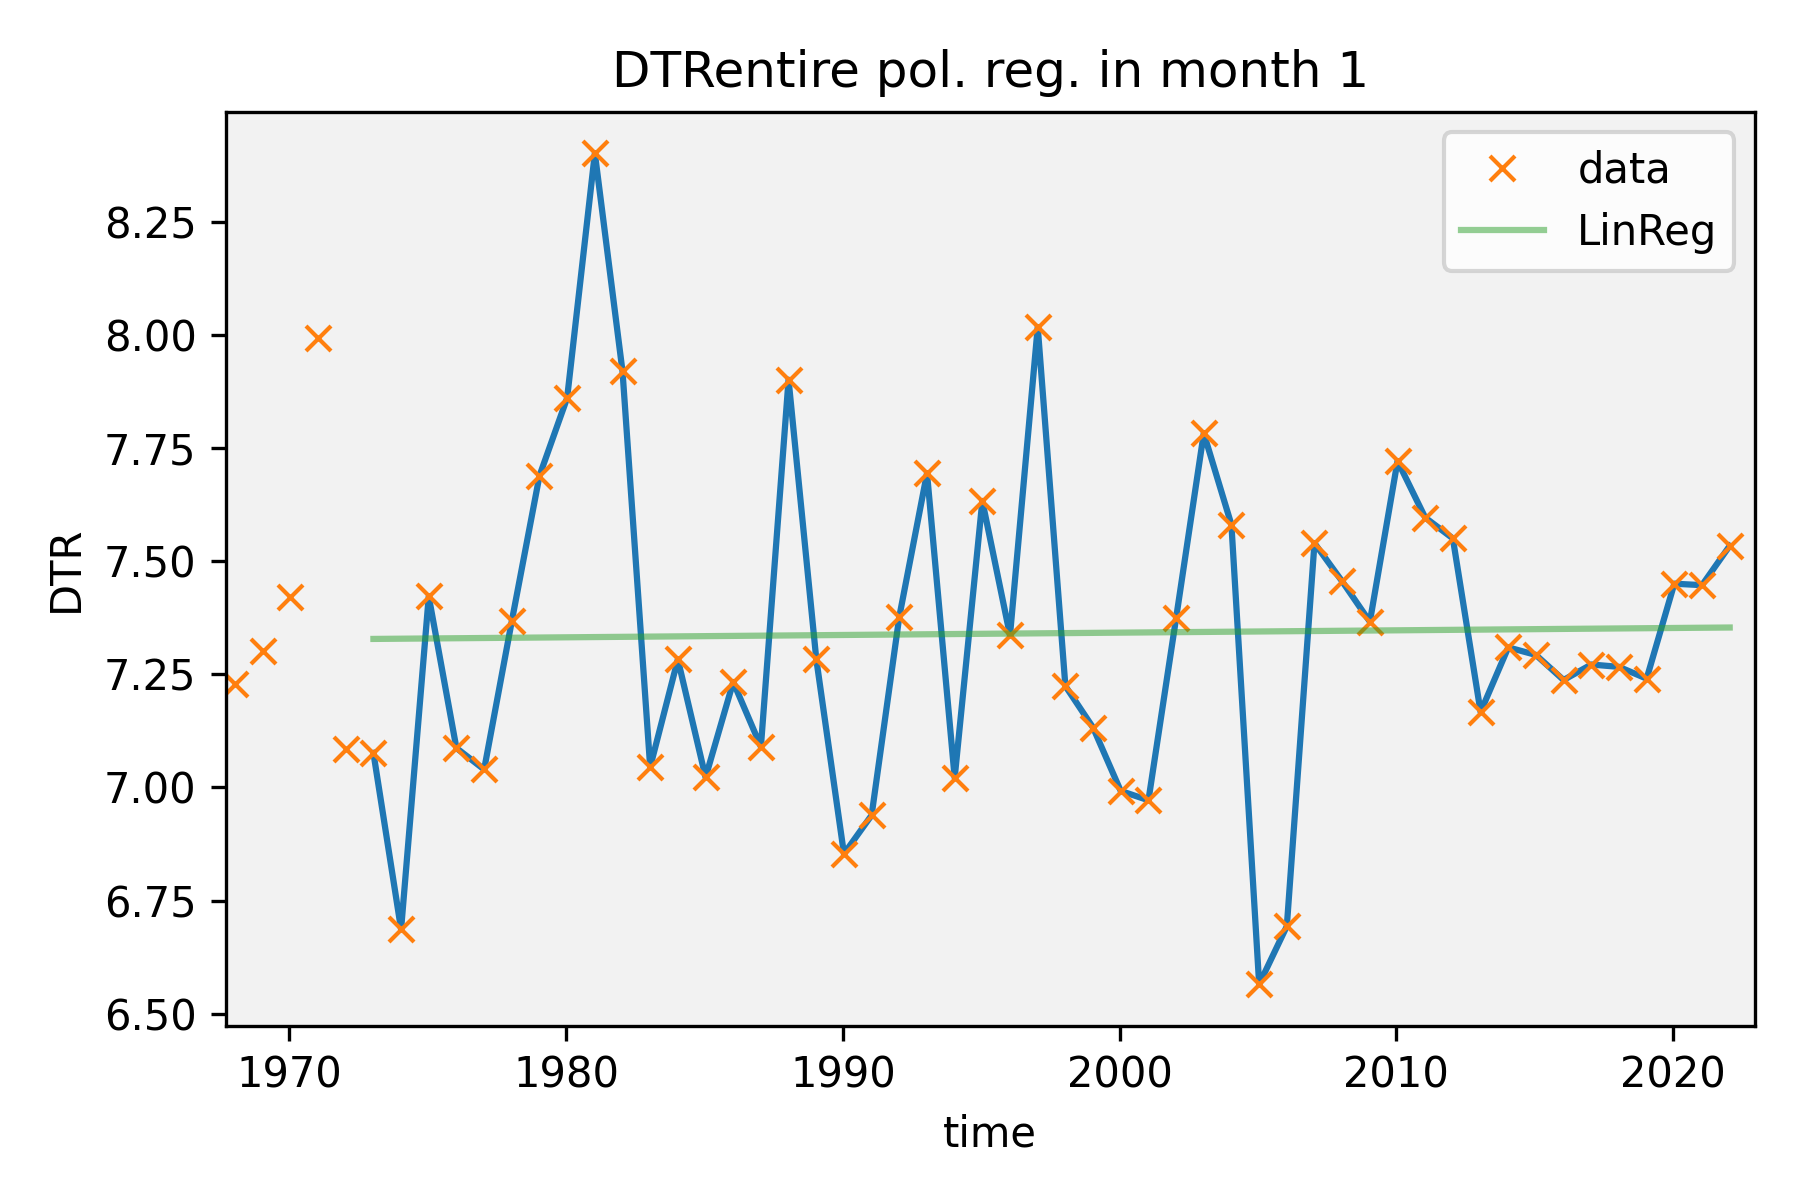 DTRentire pol. reg. in month 1
data
LinReg
8.25
8.00
7.75
7.50
7.25
7.00
6.75
6.50
DTR
1970 1980 1990 2000 2010 2020
time